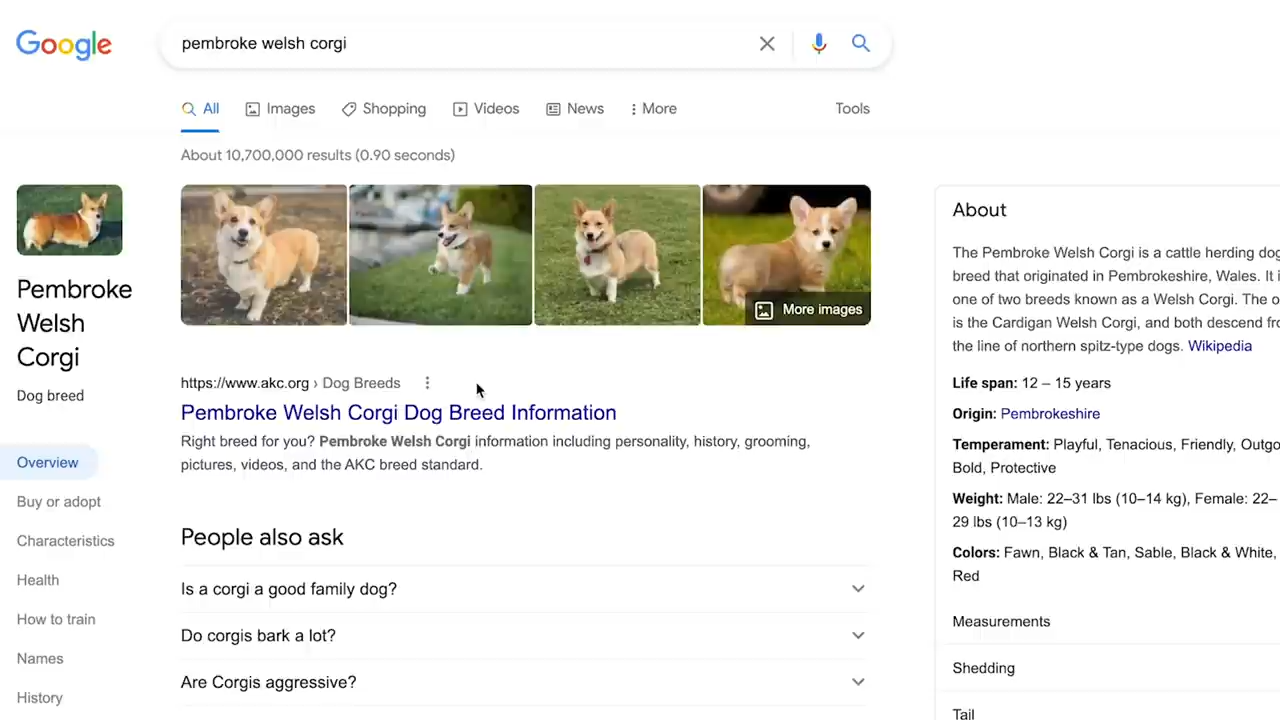 Google
pembroke welsh corgi
All
Images
Shopping
Videos
News
More
Tools
About 10,700,000 results (0.90 seconds)
More images
Pembroke
Welsh
Corgi
Dog breed
Overview
Buy or adopt
Characteristics
Health
How to train
Names
History
https://www.akc.org › Dog Breeds
Pembroke Welsh Corgi Dog Breed Information
Right breed for you? Pembroke Welsh Corgi information including personality, history, grooming,
pictures, videos, and the AKC breed standard.
People also ask
Is a corgi a good family dog?
Do corgis bark a lot?
Are Corgis aggressive?
About
The Pembroke Welsh Corgi is a cattle herding dog
breed that originated in Pembrokeshire, Wales. It i
one of two breeds known as a Welsh Corgi. The o
is the Cardigan Welsh Corgi, and both descend fr
the line of northern spitz-type dogs. Wikipedia
Life span: 12 – 15 years
Origin: Pembrokeshire
Temperament: Playful, Tenacious, Friendly, Outgo
Bold, Protective
Weight: Male: 22–31 lbs (10–14 kg), Female: 22–
29 lbs (10–13 kg)
Colors: Fawn, Black & Tan, Sable, Black & White,
Red
Measurements
Shedding
Tail